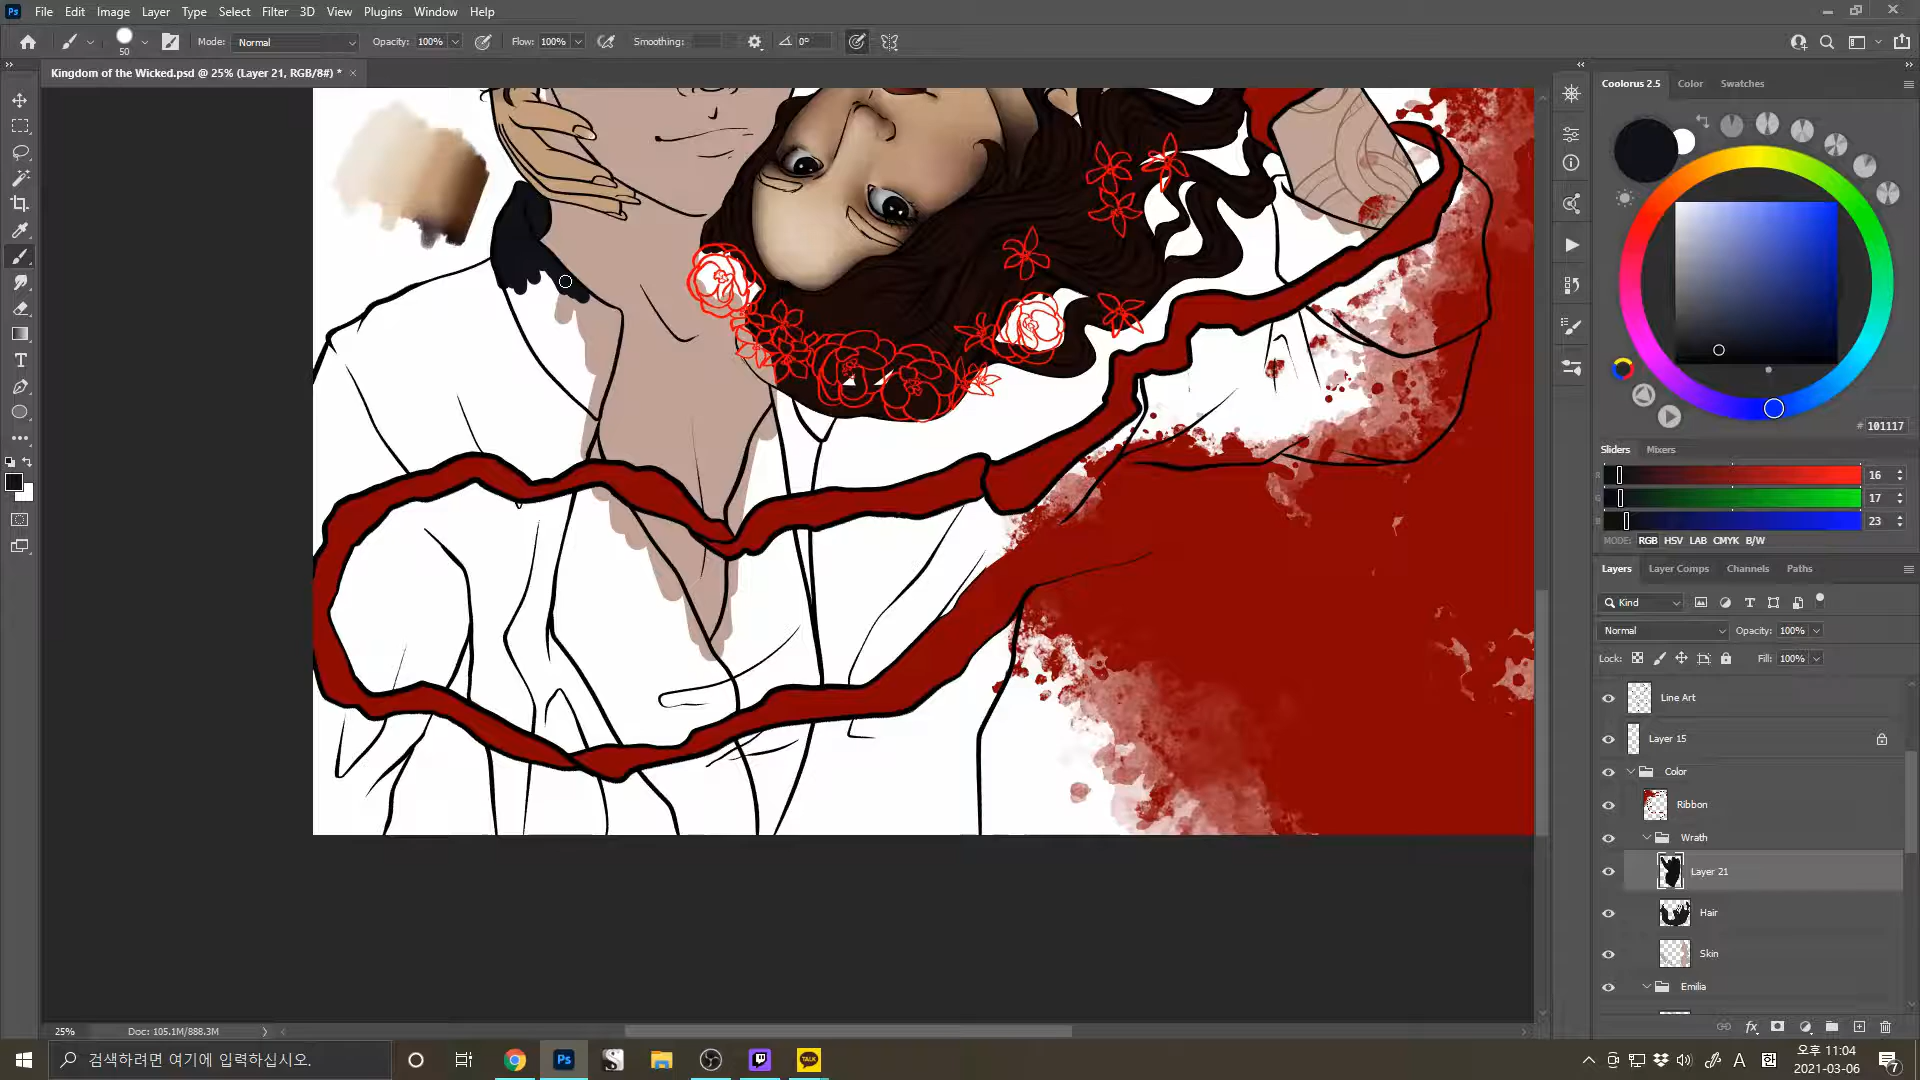 Ps File Edit Image Layer Type Select Filter 3D View Plugins Window Help
50 Mode: Normal Opacity: 100% Flow: 100% Smoothing: 0°
Kingdom of the Wicked.psd @ 25% (Layer 21, RGB/8#) * ×
Coolorus 2.5 Color Swatches
# 101117
Sliders Mixers
R 16
G 17
B 23
MODE: RGB HSV LAB CMYK B/W
Layers Layer Comps Channels Paths
Kind
Normal Opacity: 100%
Lock: Fill: 100%
Line Art
Layer 15
Color
Ribbon
Wrath
Layer 21
Hair
Skin
Emilia
25% Doc: 105.1M/888.3M
검색하려면 여기에 입력하십시오.
Ps
TALK
A
오후 11:04
2021-03-06
7